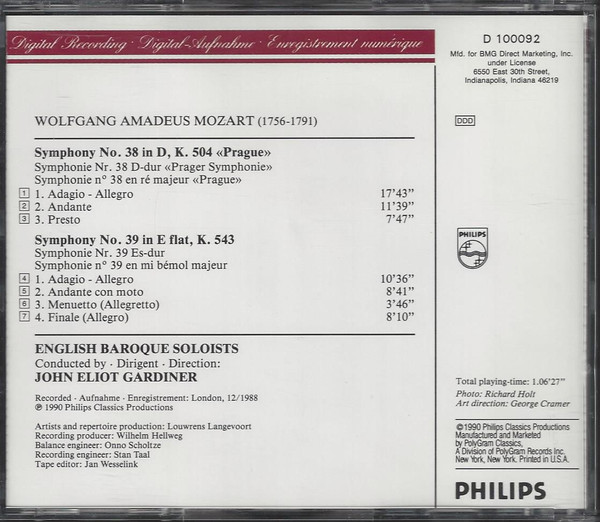 Digital Recording · Digital-Aufnahme · Enregistrement numérique
WOLFGANG AMADEUS MOZART (1756-1791)
Symphony No. 38 in D, K. 504 «Prague»
Symphonie Nr. 38 D-dur «Prager Symphonie»
Symphonie n° 38 en ré majeur «Prague»
1 1. Adagio - Allegro 17'43"
2 2. Andante 11'39"
3 3. Presto 7'47"
Symphony No. 39 in E flat, K. 543
Symphonie Nr. 39 Es-dur
Symphonie n° 39 en mi bémol majeur
4 1. Adagio - Allegro 10'36"
5 2. Andante con moto 8'41"
6 3. Menuetto (Allegretto) 3'46"
7 4. Finale (Allegro) 8'10"
ENGLISH BAROQUE SOLOISTS
Conducted by · Dirigent · Direction:
JOHN ELIOT GARDINER
Recorded · Aufnahme · Enregistrement: London, 12/1988
℗ 1990 Philips Classics Productions
Artists and repertoire production: Louwrens Langevoort
Recording producer: Wilhelm Hellweg
Balance engineer: Onno Scholtze
Recording engineer: Stan Taal
Tape editor: Jan Wesselink
D 100092
Mfd. for BMG Direct Marketing, Inc.
under License
6550 East 30th Street,
Indianapolis, Indiana 46219
DDD
PHILIPS
Total playing-time: 1.06'27"
Photo: Richard Holt
Art direction: George Cramer
©1990 Philips Classics Productions
Manufactured and Marketed
by PolyGram Classics,
A Division of PolyGram Records Inc.
New York, New York. Printed in U.S.A.
PHILIPS